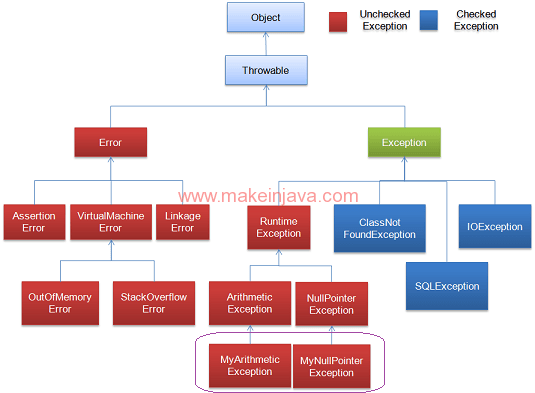 Object
Unchecked
Exception
Checked
Exception
Throwable
Error
Exception
www.makeinjava.com
Assertion
Error
VirtualMachine
Error
Linkage
Error
Runtime
Exception
ClassNot
FoundException
IOException
SQLException
OutOfMemory
Error
StackOverflow
Error
Arithmetic
Exception
NullPointer
Exception
MyArithmetic
Exception
MyNullPointer
Exception